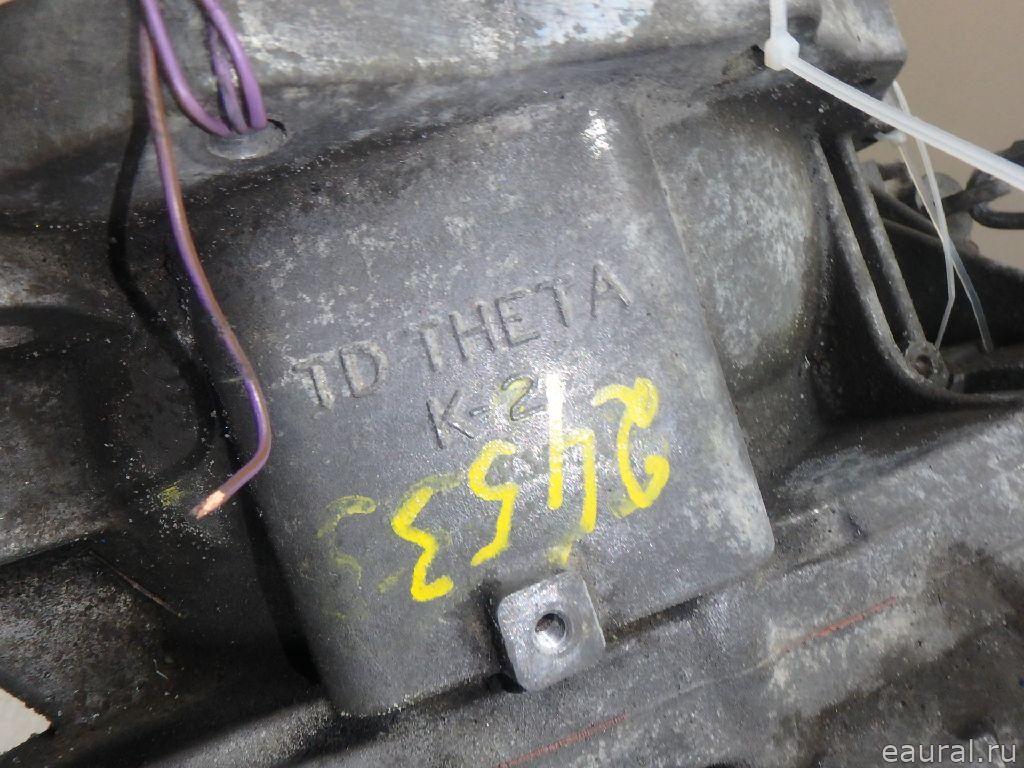 TD THETA
K-2
2453
eaural.ru